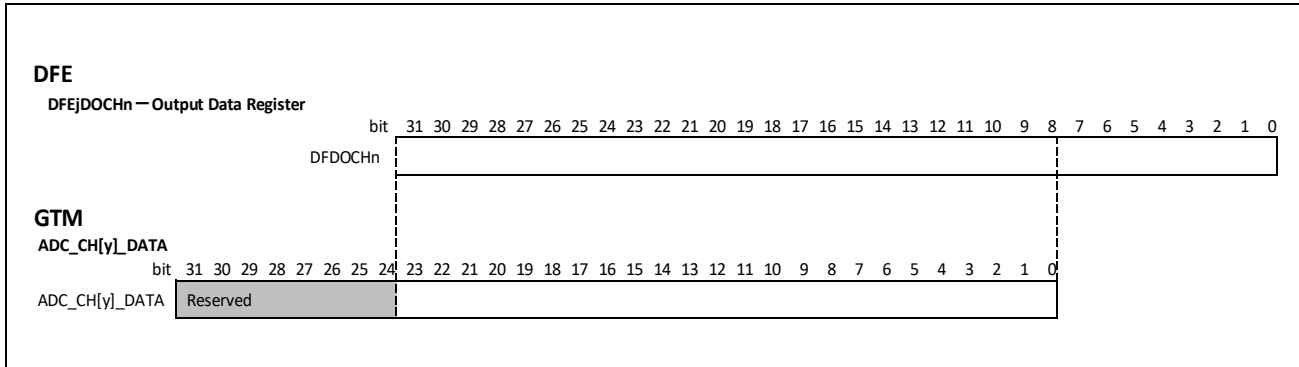 DFE
DFEjDOCHn－Output Data Register
bit 31 30 29 28 27 26 25 24 23 22 21 20 19 18 17 16 15 14 13 12 11 10 9 8 7 6 5 4 3 2 1 0
DFDOCHn
GTM
ADC_CH[y]_DATA
bit 31 30 29 28 27 26 25 24 23 22 21 20 19 18 17 16 15 14 13 12 11 10 9 8 7 6 5 4 3 2 1 0
ADC_CH[y]_DATA Reserved